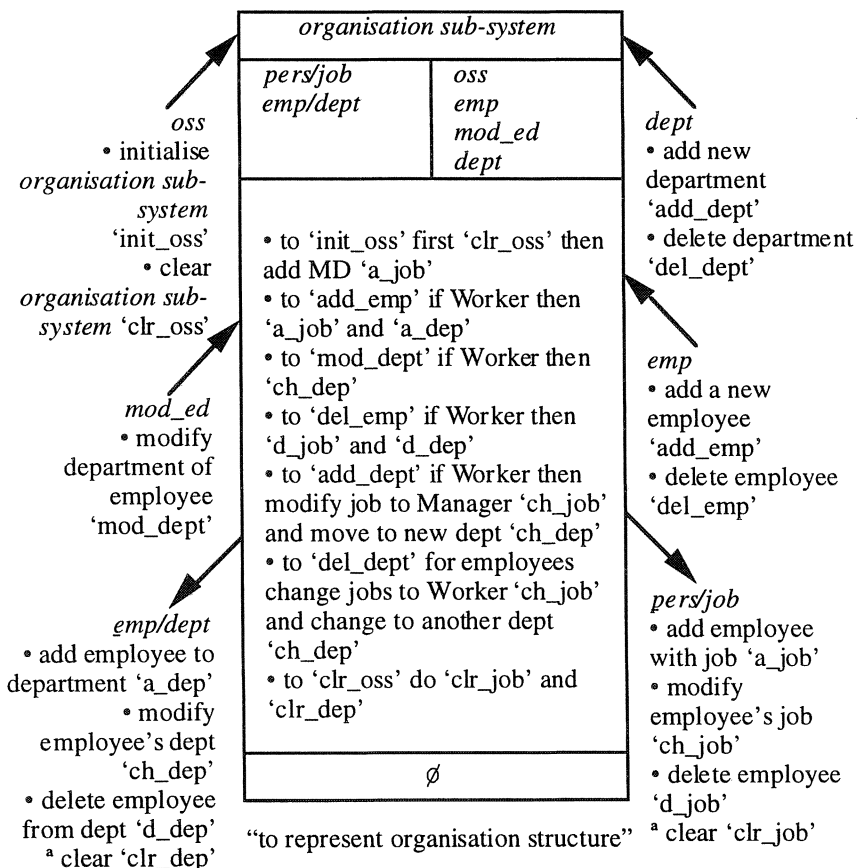 organisation sub-system
pers/job
emp/dept
oss
emp
mod_ed
dept
oss
• initialise
organisation sub-
system
‘init_oss’
• clear
organisation sub-
system ‘clr_oss’
mod_ed
• modify
department of
employee
‘mod_dept’
emp/dept
• add employee to
department ‘a_dep’
• modify
employee's dept
‘ch_dep’
• delete employee
from dept ‘d_dep’
ª clear ‘clr_dep’
• to ‘init_oss’ first ‘clr_oss’ then
add MD ‘a_job’
• to ‘add_emp’ if Worker then
‘a_job’ and ‘a_dep’
• to ‘mod_dept’ if Worker then
‘ch_dep’
• to ‘del_emp’ if Worker then
‘d_job’ and ‘d_dep’
• to ‘add_dept’ if Worker then
modify job to Manager ‘ch_job’
and move to new dept ‘ch_dep’
• to ‘del_dept’ for employees
change jobs to Worker ‘ch_job’
and change to another dept
‘ch_dep’
• to ‘clr_oss’ do ‘clr_job’ and
‘clr_dep’
ø
“to represent organisation structure”
dept
• add new
department
‘add_dept’
• delete department
‘del_dept’
emp
• add a new
employee
‘add_emp’
• delete employee
‘del_emp’
pers/job
• add employee
with job ‘a_job’
• modify
employee's job
‘ch_job’
• delete employee
‘d_job’
ª clear ‘clr_job’